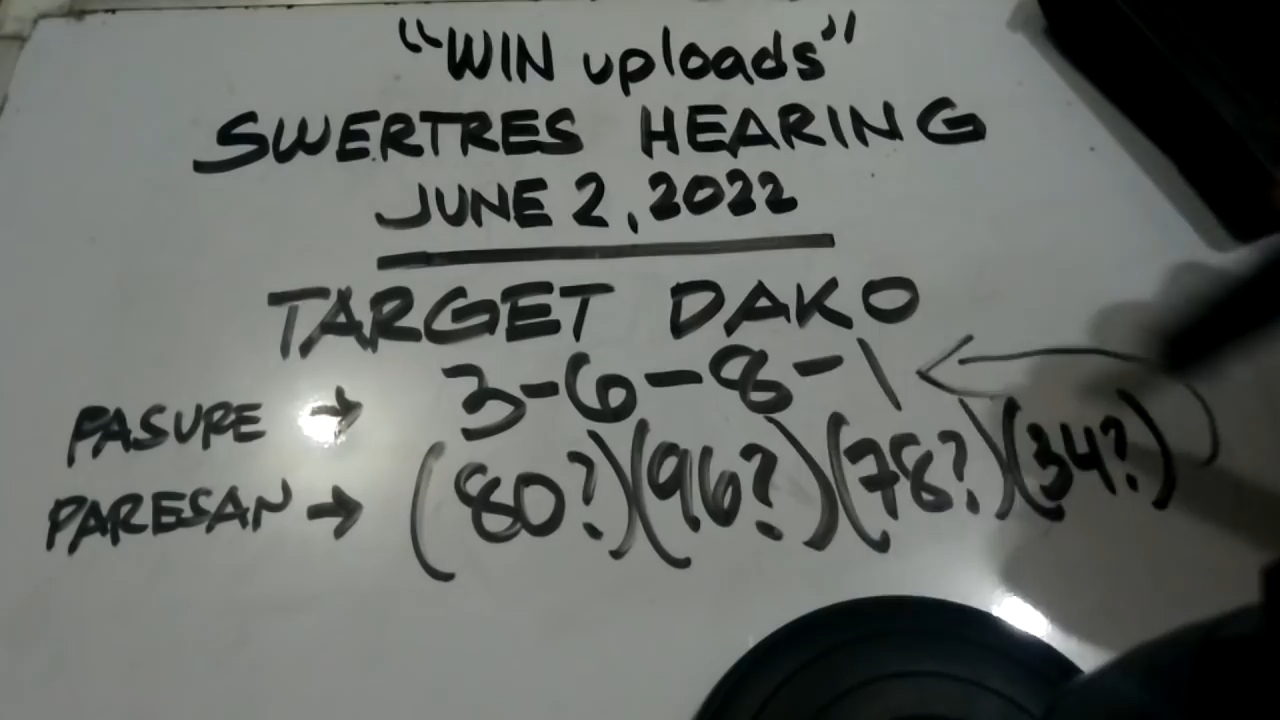 "WIN uploads"
SWERTRES HEARING
JUNE 2, 2022
TARGET DAKO
PASURE → 3-6-8-1
PARESAN → (80?)(96?)(78?)(34?)